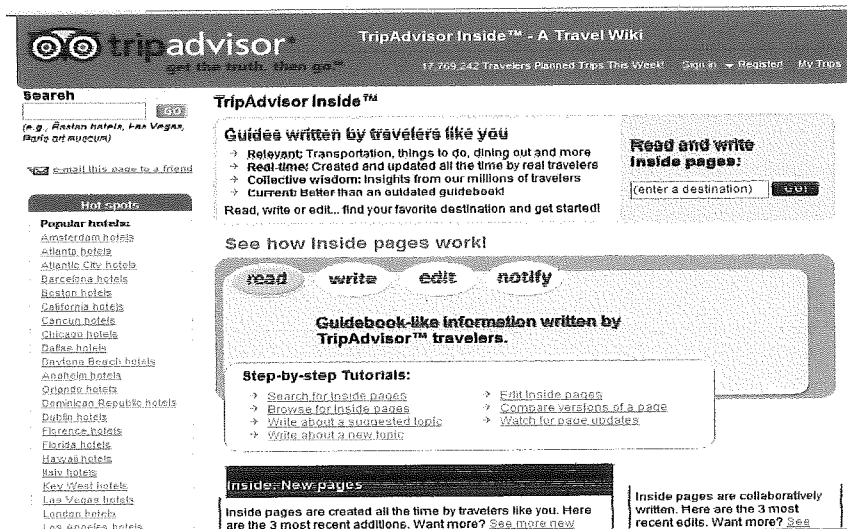 tripadvisor®
get the truth. then go.℠
TripAdvisor Inside™ - A Travel Wiki
17,769,242 Travelers Planned Trips This Week! Sign in Register! My Trips
Search
GO
(e.g., Boston hotels, Las Vegas,
Paris art museum)
e-mail this page to a friend
Hot spots
Popular hotels:
Amsterdam hotels
Atlanta hotels
Atlantic City hotels
Barcelona hotels
Boston hotels
California hotels
Cancun hotels
Chicago hotels
Dallas hotels
Daytona Beach hotels
Anaheim hotels
Orlando hotels
Dominican Republic hotels
Dublin hotels
Florence hotels
Florida hotels
Hawaii hotels
Italy hotels
Key West hotels
Las Vegas hotels
London hotels
Los Angeles hotels
TripAdvisor Inside™
Guides written by travelers like you
→ Relevant: Transportation, things to do, dining out and more
→ Real-time: Created and updated all the time by real travelers
→ Collective wisdom: Insights from our millions of travelers
→ Current: Better than an outdated guidebook!
Read, write or edit... find your favorite destination and get started!
Read and write
Inside pages:
(enter a destination) GO!
See how Inside pages work!
read write edit notify
Guidebook-like information written by
TripAdvisor™ travelers.
Step-by-step Tutorials:
→ Search for Inside pages
→ Browse for Inside pages
→ Write about a suggested topic
→ Write about a new topic
→ Edit Inside pages
→ Compare versions of a page
→ Watch for page updates
Inside: New pages
Inside pages are created all the time by travelers like you. Here
are the 3 most recent additions. Want more? See more new
Inside pages are collaboratively
written. Here are the 3 most
recent edits. Want more? See